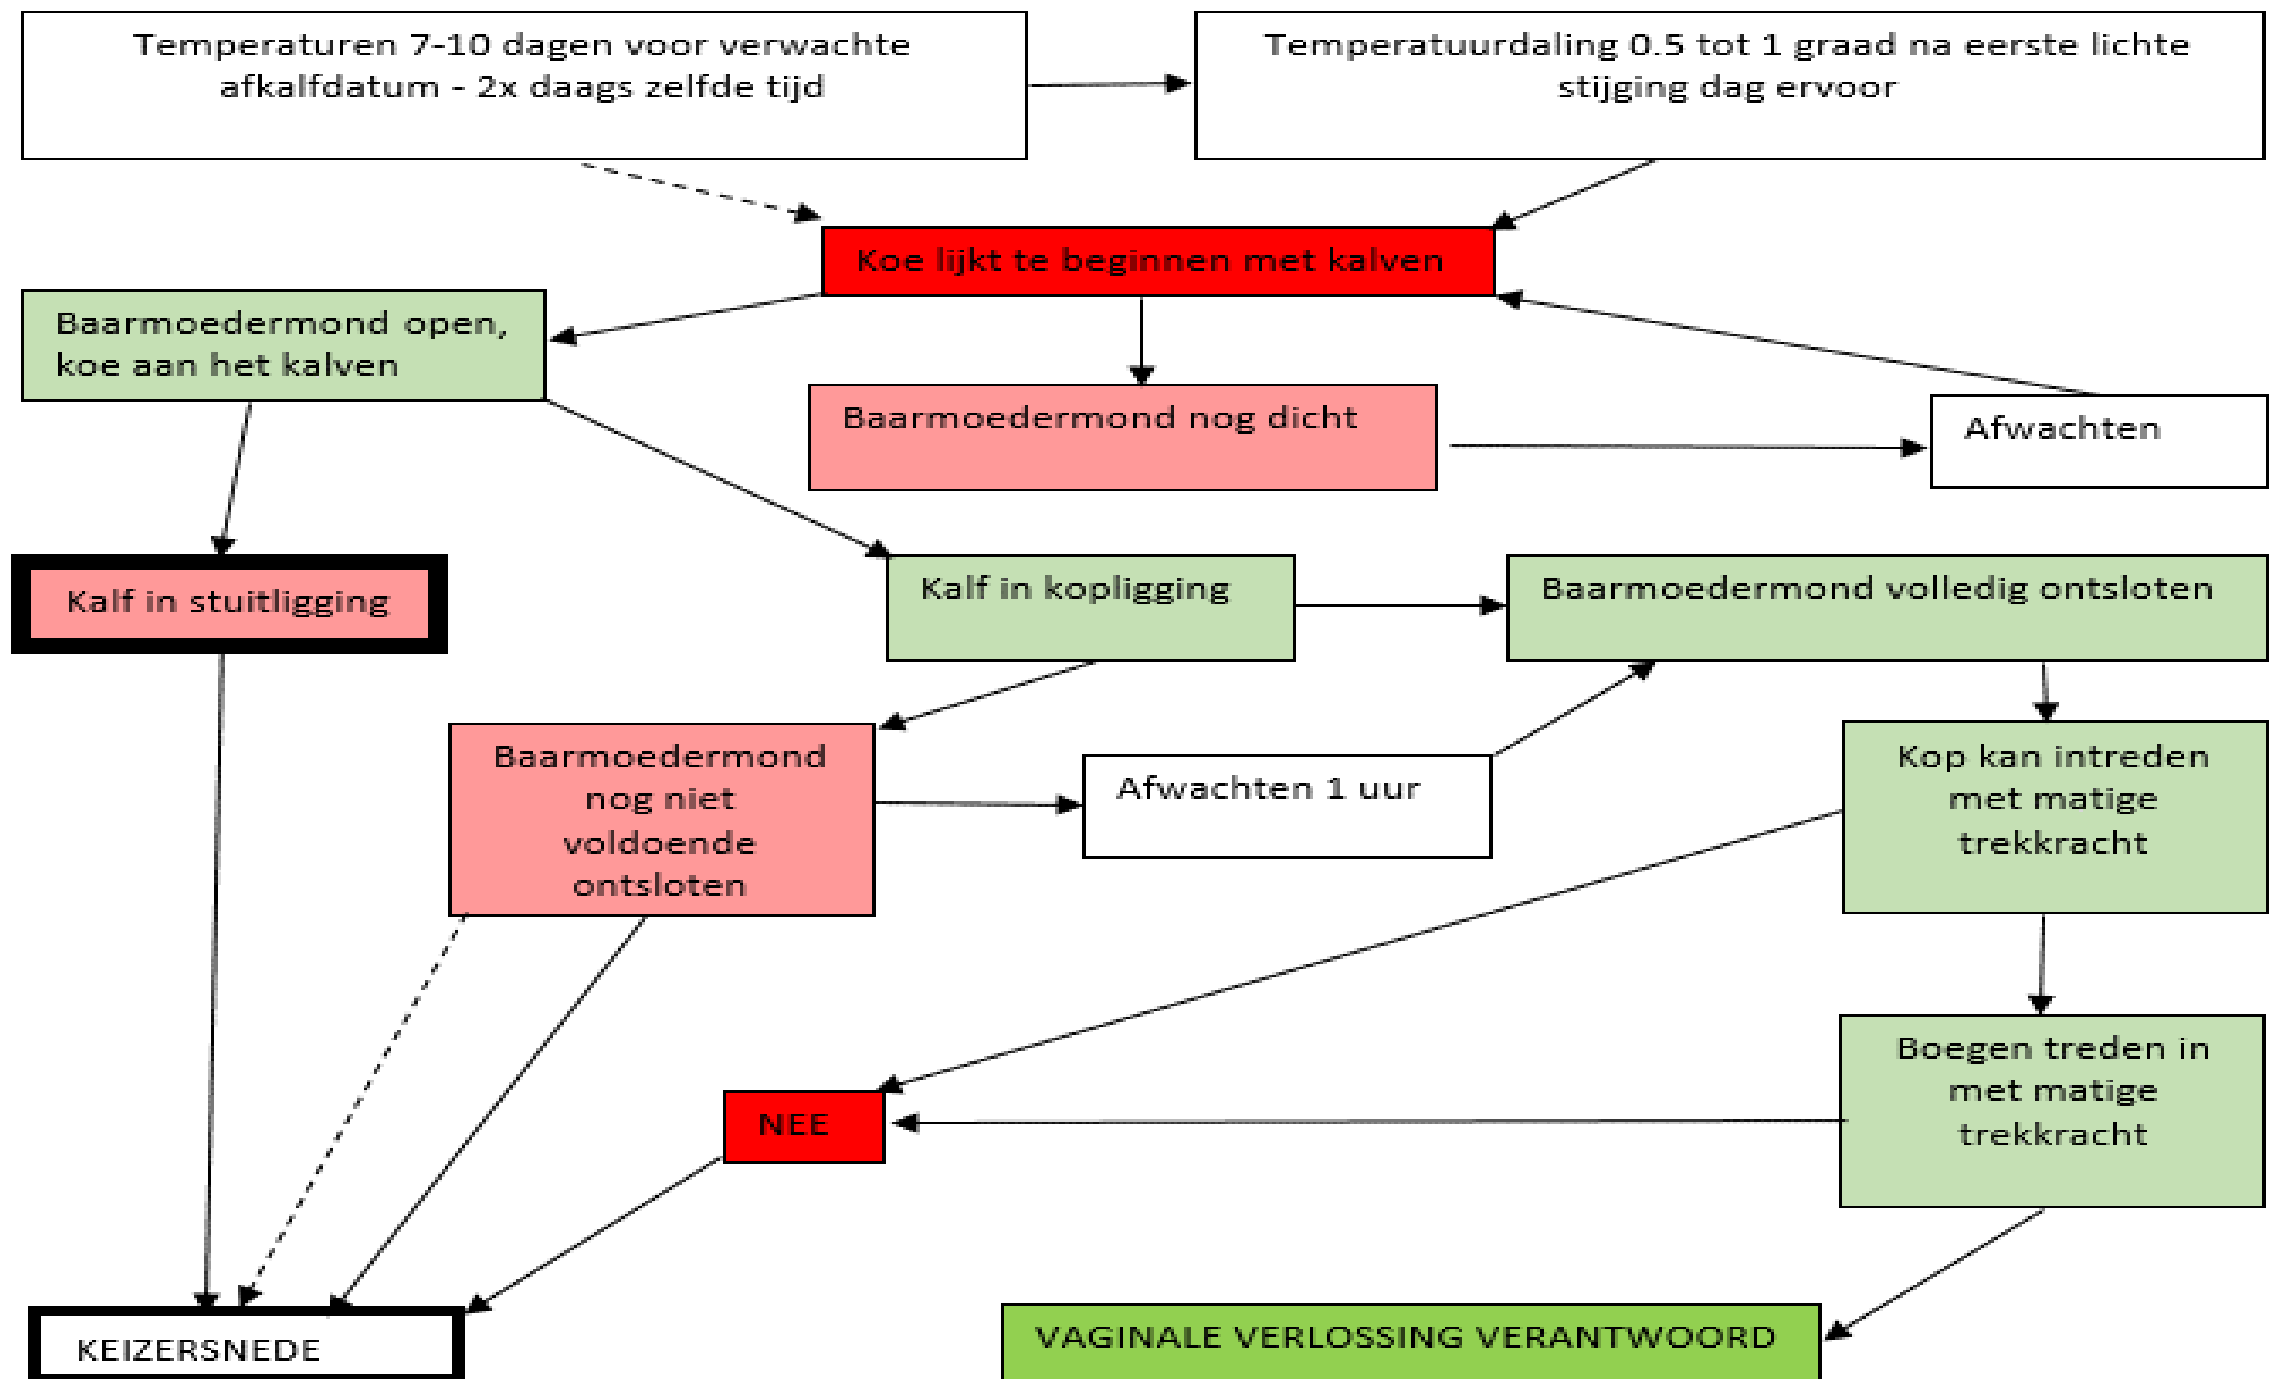 Temperaturen 7-10 dagen voor verwachte
afkalfdatum - 2x daags zelfde tijd
Temperatuurdaling 0.5 tot 1 graad na eerste lichte
stijging dag ervoor
Koe lijkt te beginnen met kalven
Baarmoedermond open,
koe aan het kalven
Baarmoedermond nog dicht
Afwachten
Kalf in stuitligging
Kalf in kopligging
Baarmoedermond volledig ontsloten
Baarmoedermond
nog niet
voldoende
ontsloten
Afwachten 1 uur
Kop kan intreden
met matige
trekkracht
Boegen treden in
met matige
trekkracht
NEE
KEIZERSNEDE
VAGINALE VERLOSSING VERANTWOORD